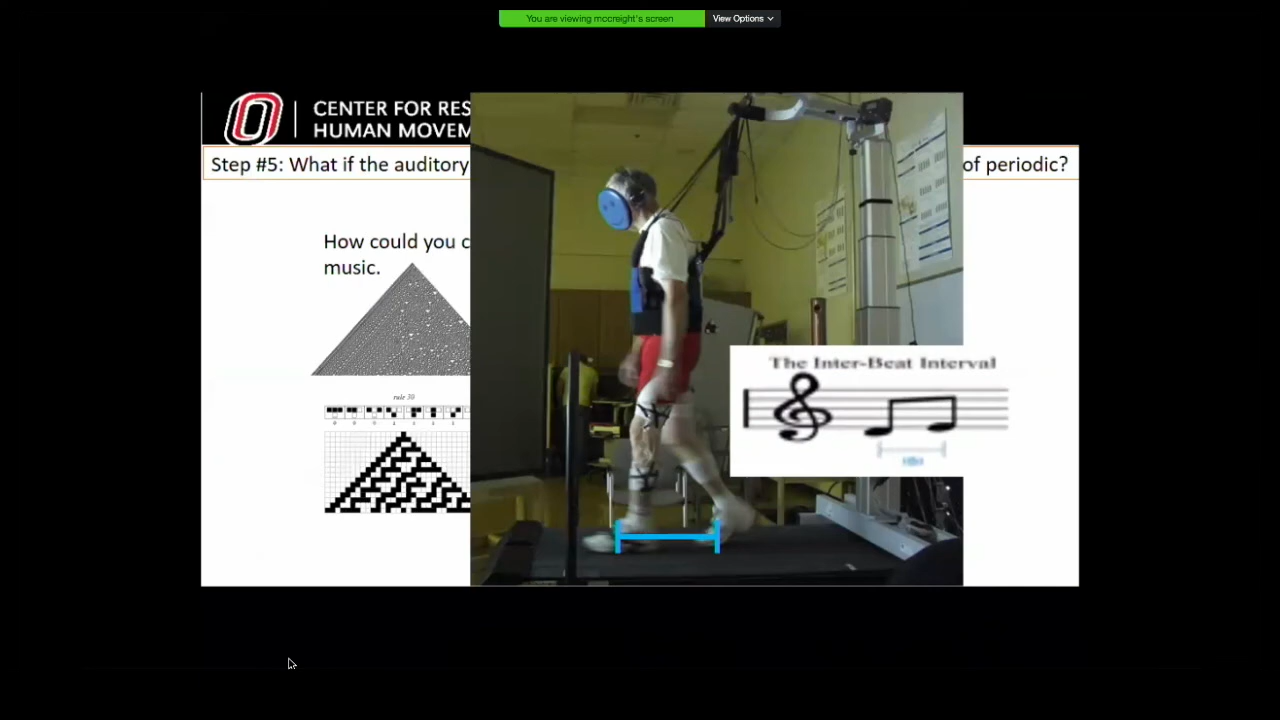 You are viewing mccreight's screen
View Options
CENTER FOR RES
HUMAN MOVEM
Step #5: What if the auditory
of periodic?
How could you c
music.
rule 30
The Inter-Beat Interval